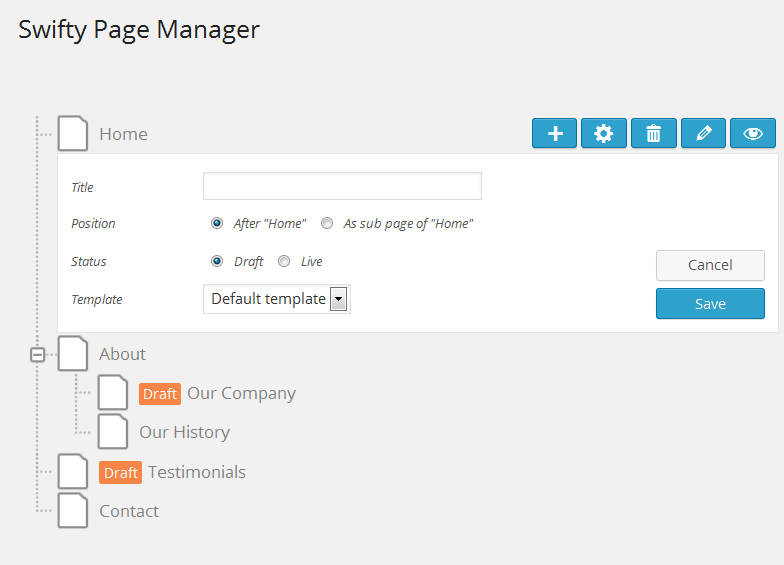 Swifty Page Manager
Home
Title
Position After "Home" As sub page of "Home"
Status Draft Live
Cancel
Template Default template
Save
About
Draft Our Company
Our History
Draft Testimonials
Contact